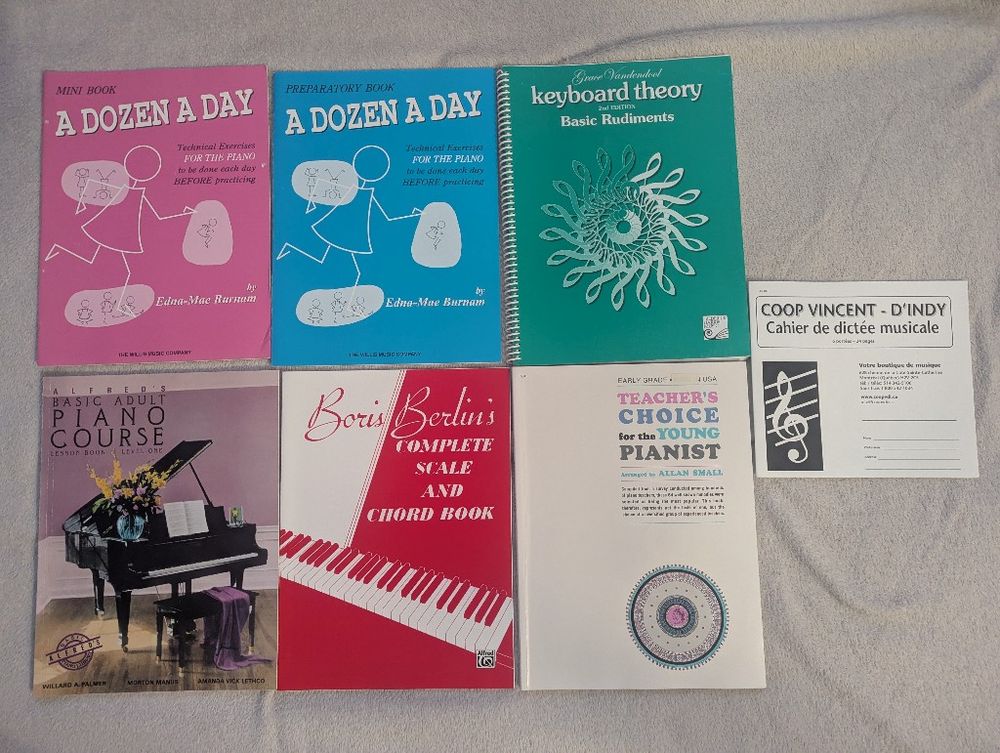 MINI BOOK
A DOZEN A DAY
Technical Exercises
FOR THE PIANO
to be done each day
BEFORE practicing
by
Edna-Mae Burnam
THE WILLIS MUSIC COMPANY
PREPARATORY BOOK
A DOZEN A DAY
Technical Exercises
FOR THE PIANO
to be done each day
BEFORE practicing
by
Edna-Mae Burnam
THE WILLIS MUSIC COMPANY
Grace Vandendool
keyboard theory
2nd EDITION
Basic Rudiments
COOP VINCENT - D'INDY
Cahier de dictée musicale
Votre boutique de musique
ALFRED'S
BASIC ADULT
PIANO
COURSE
LESSON BOOK • LEVEL ONE
ALFRED'S
WILLARD A. PALMER
MORTON MANUS
AMANDA VICK LETHCO
Boris Berlin's
COMPLETE
SCALE
AND
CHORD BOOK
Alfred
EARLY GRADE • USA
TEACHER'S
CHOICE
for the YOUNG
PIANIST
Arranged by ALLAN SMALL